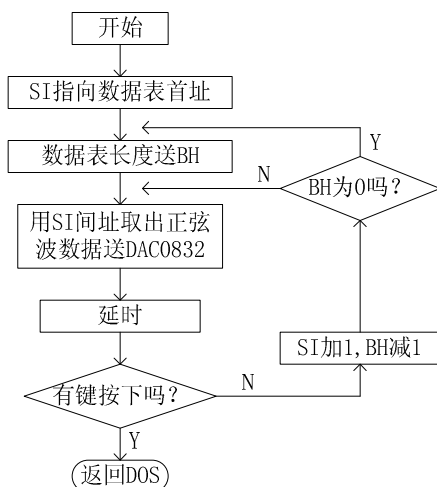 开始
SI指向数据表首址
Y
数据表长度送BH
N
BH为0吗？
用SI间址取出正弦
波数据送DAC0832
延时
SI加1,BH减1
有键按下吗？
N
Y
返回DOS